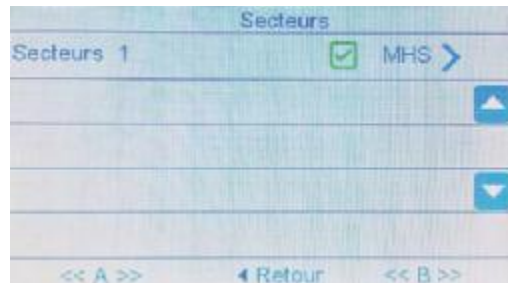 Secteurs
Secteurs 1 MHS
<< A >> Retour << B >>